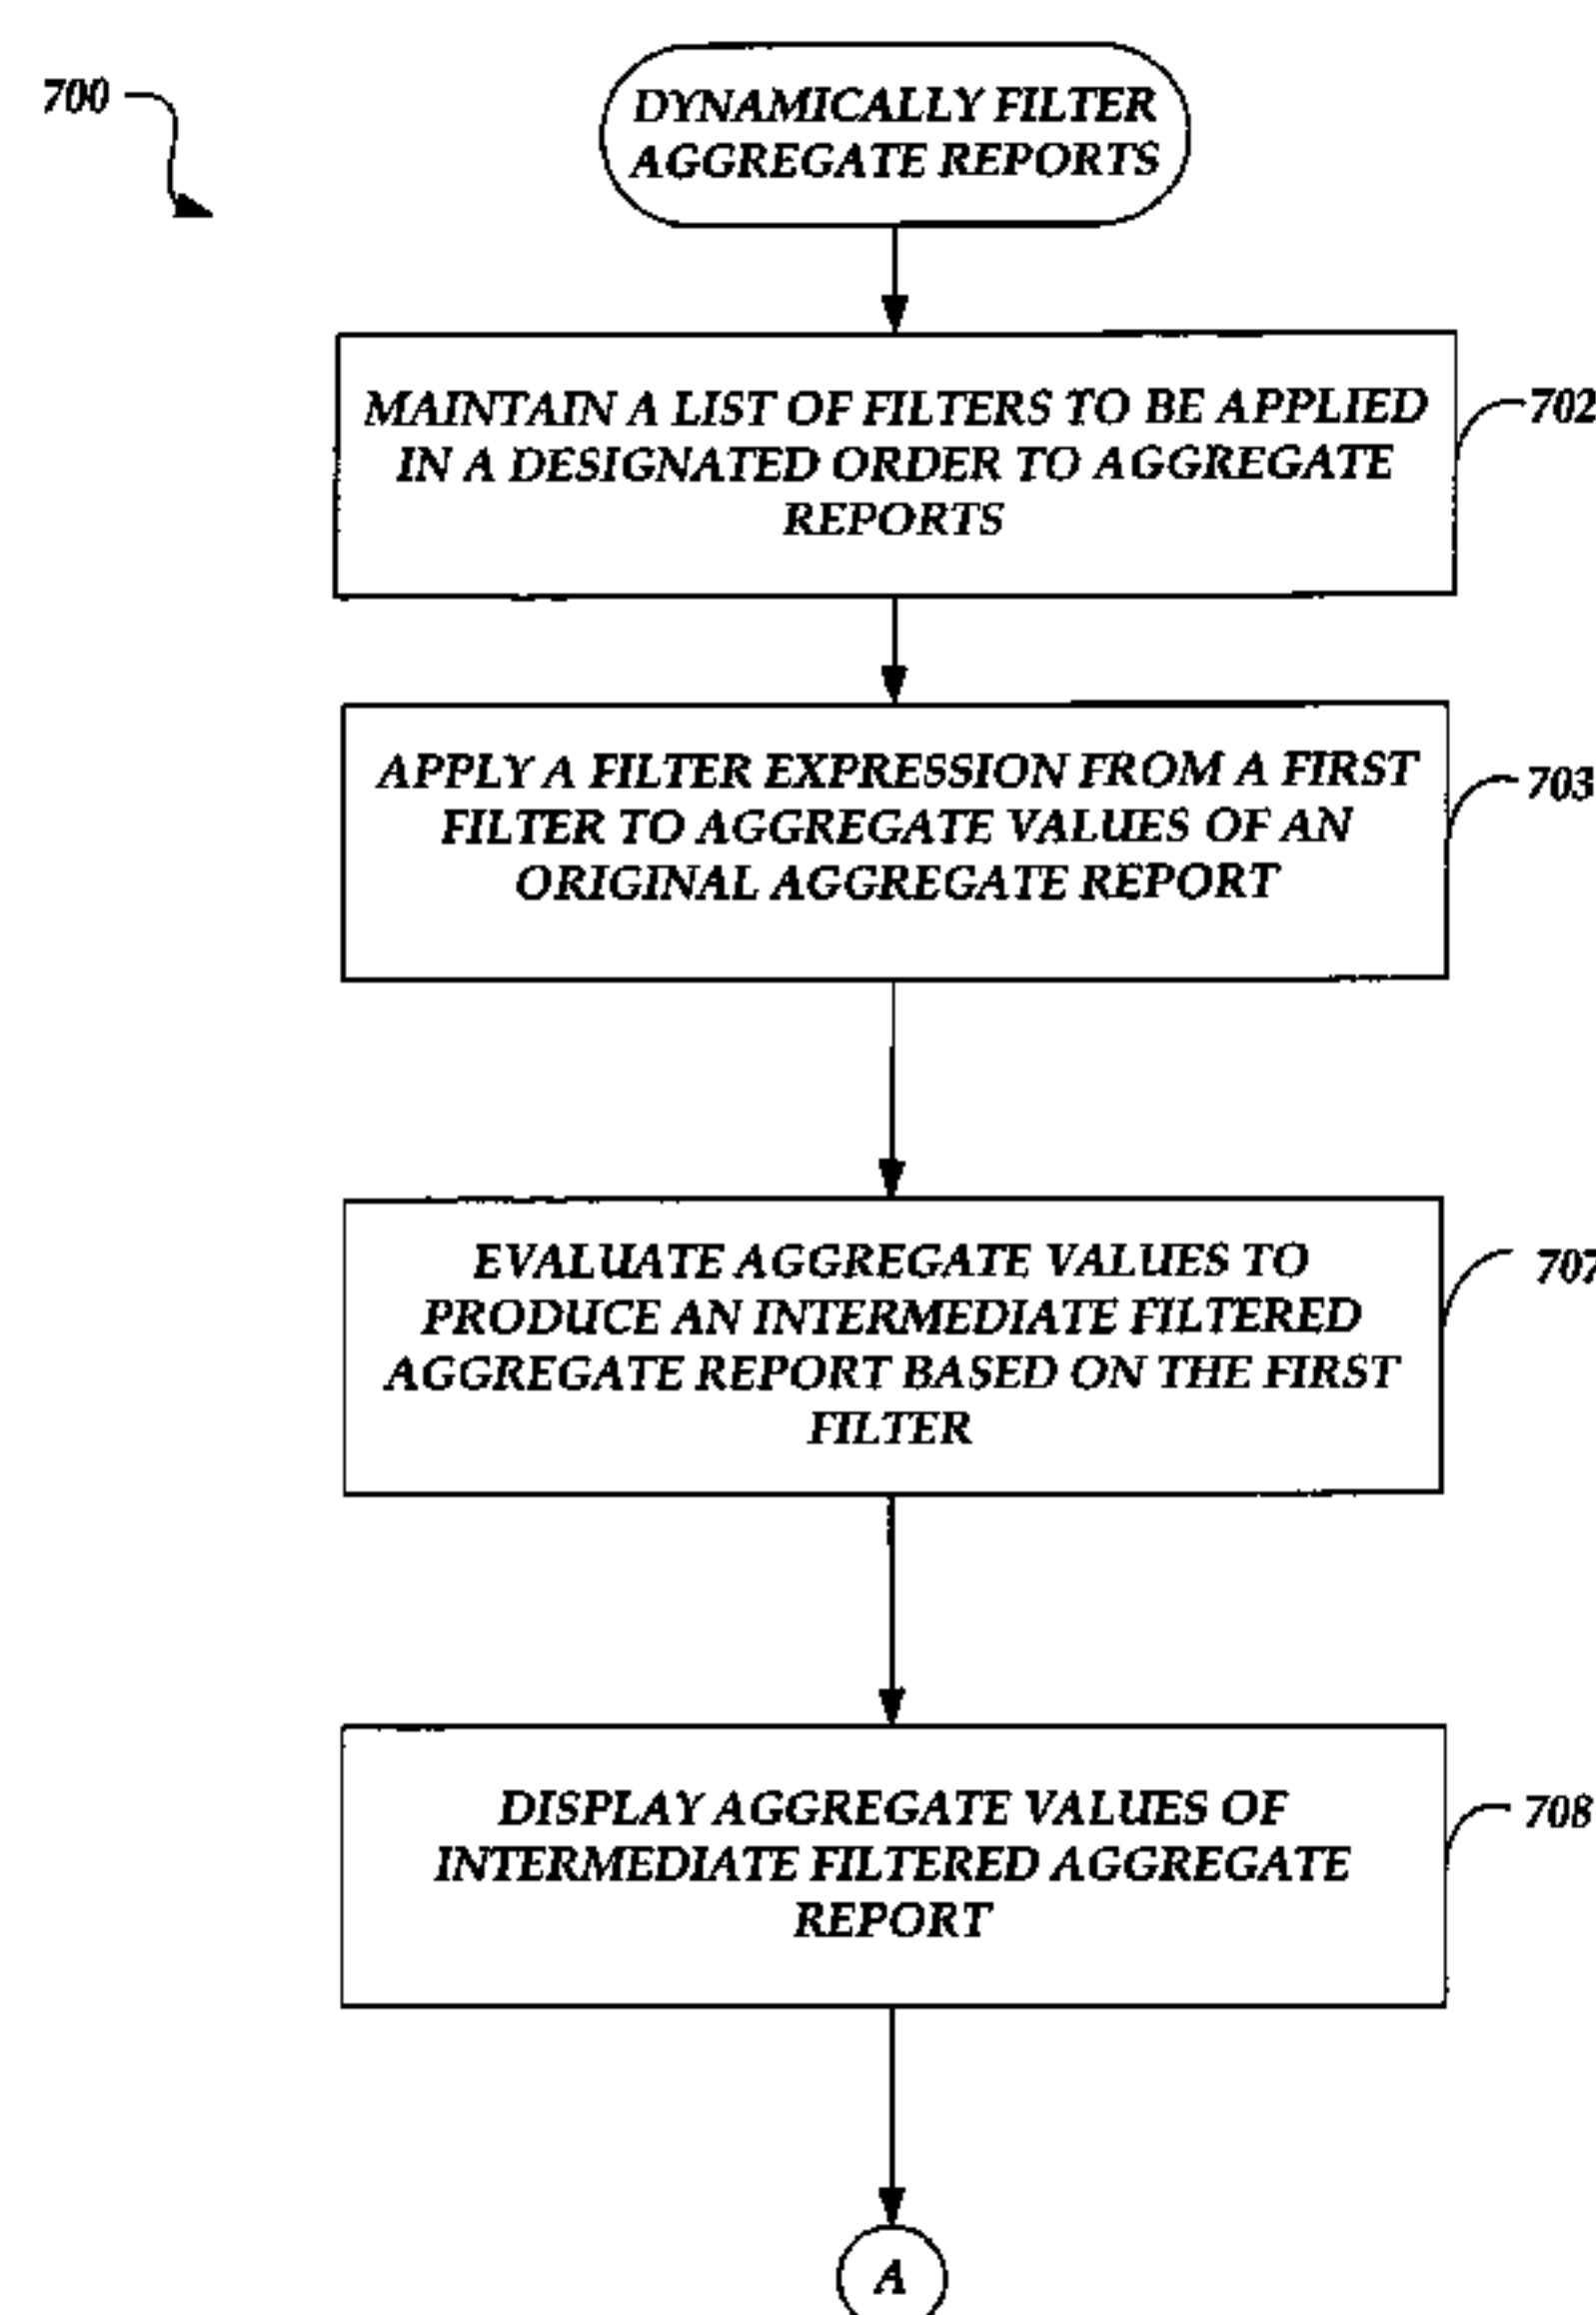 700
DYNAMICALLY FILTER
AGGREGATE REPORTS
MAINTAIN A LIST OF FILTERS TO BE APPLIED
IN A DESIGNATED ORDER TO AGGREGATE
REPORTS
702
APPLY A FILTER EXPRESSION FROM A FIRST
FILTER TO AGGREGATE VALUES OF AN
ORIGINAL AGGREGATE REPORT
703
EVALUATE AGGREGATE VALUES TO
PRODUCE AN INTERMEDIATE FILTERED
AGGREGATE REPORT BASED ON THE FIRST
FILTER
707
DISPLAY AGGREGATE VALUES OF
INTERMEDIATE FILTERED AGGREGATE
REPORT
708
A